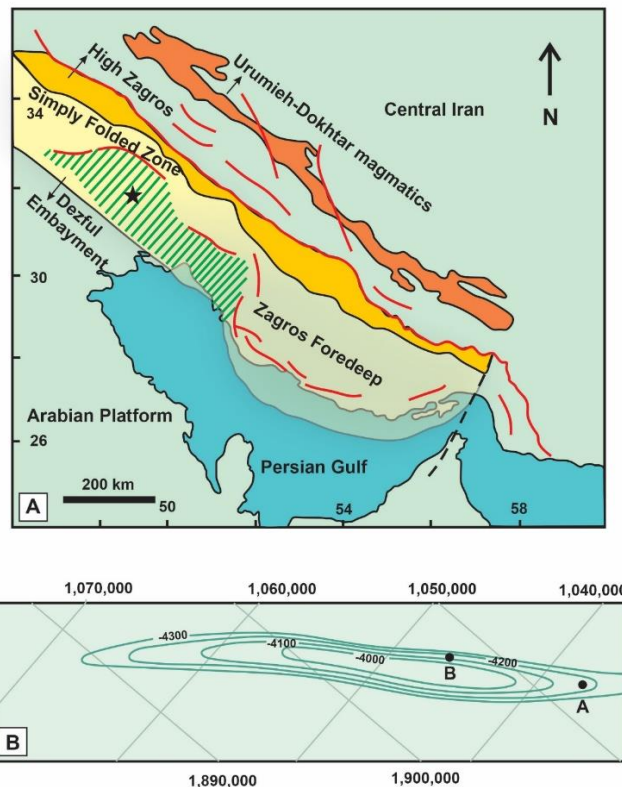 High Zagros
Urumieh-Dokhtar magmatics
Central Iran
N
34
Simply Folded Zone
Dezful
Embayment
30
Zagros Foredeep
Arabian Platform
26
Persian Gulf
200 km
A
50
54
58
1,070,000
1,060,000
1,050,000
1,040,000
-4300
-4100
-4000
-4200
B
A
B
1,890,000
1,900,000